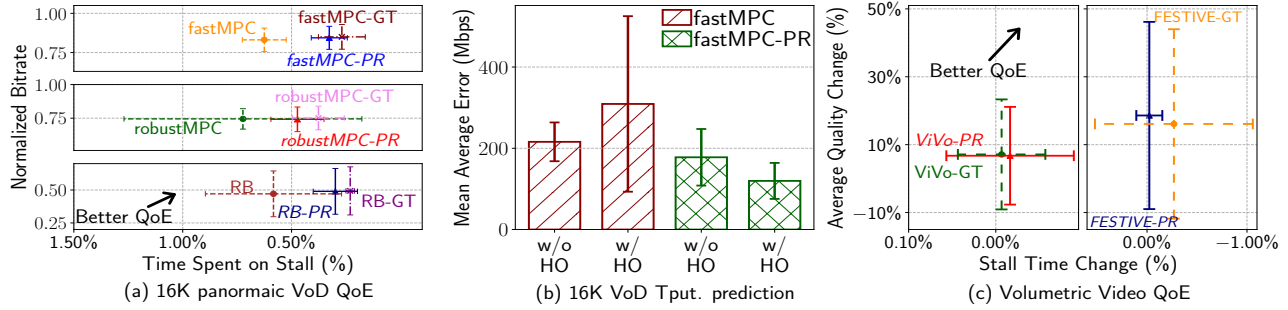 Normalized Bitrate
1.00
0.75
fastMPC
fastMPC-GT
fastMPC-PR
1.00
0.75
robustMPC
robustMPC-GT
robustMPC-PR
0.50
0.25
RB
RB-PR
RB-GT
Better QoE
1.50%
1.00%
0.50%
Time Spent on Stall (%)
(a) 16K panormaic VoD QoE
Mean Average Error (Mbps)
400
200
0
fastMPC
fastMPC-PR
w/o
HO
w/
HO
w/o
HO
w/
HO
(b) 16K VoD Tput. prediction
Average Quality Change (%)
50%
30%
10%
−10%
Better QoE
ViVo-PR
ViVo-GT
FESTIVE-GT
FESTIVE-PR
0.10%
0.00%
0.00%
−1.00%
Stall Time Change (%)
(c) Volumetric Video QoE